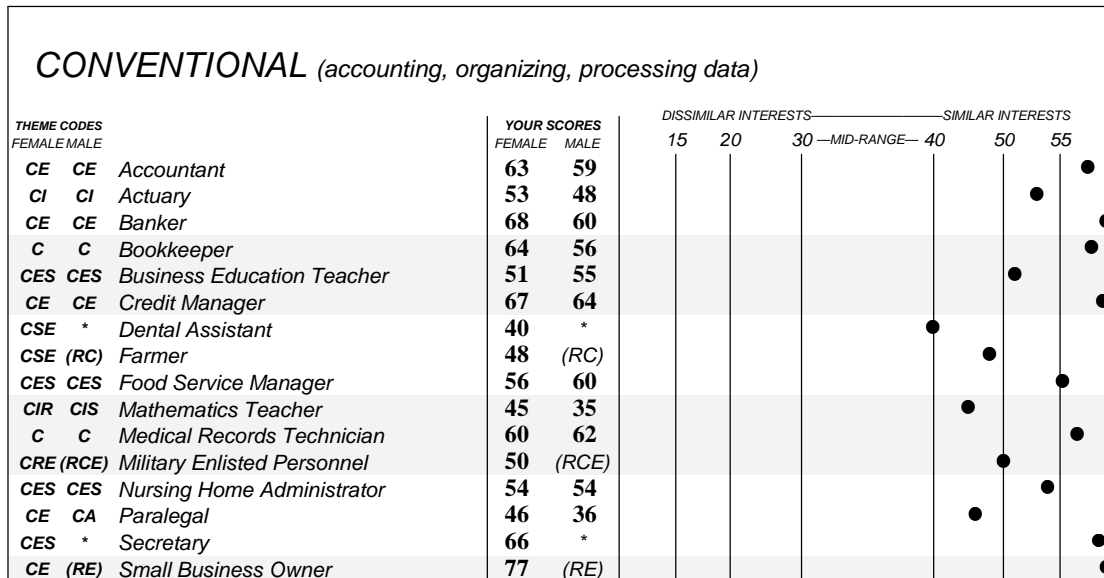 CONVENTIONAL (accounting, organizing, processing data)
DISSIMILAR INTERESTS SIMILAR INTERESTS
THEME CODES YOUR SCORES
FEMALE MALE FEMALE MALE 15 20 30 —MID-RANGE— 40 50 55
CE CE Accountant 63 59
CI CI Actuary 53 48
CE CE Banker 68 60
C C Bookkeeper 64 56
CES CES Business Education Teacher 51 55
CE CE Credit Manager 67 64
CSE * Dental Assistant 40 *
CSE (RC) Farmer 48 (RC)
CES CES Food Service Manager 56 60
CIR CIS Mathematics Teacher 45 35
C C Medical Records Technician 60 62
CRE (RCE) Military Enlisted Personnel 50 (RCE)
CES CES Nursing Home Administrator 54 54
CE CA Paralegal 46 36
CES * Secretary 66 *
CE (RE) Small Business Owner 77 (RE)